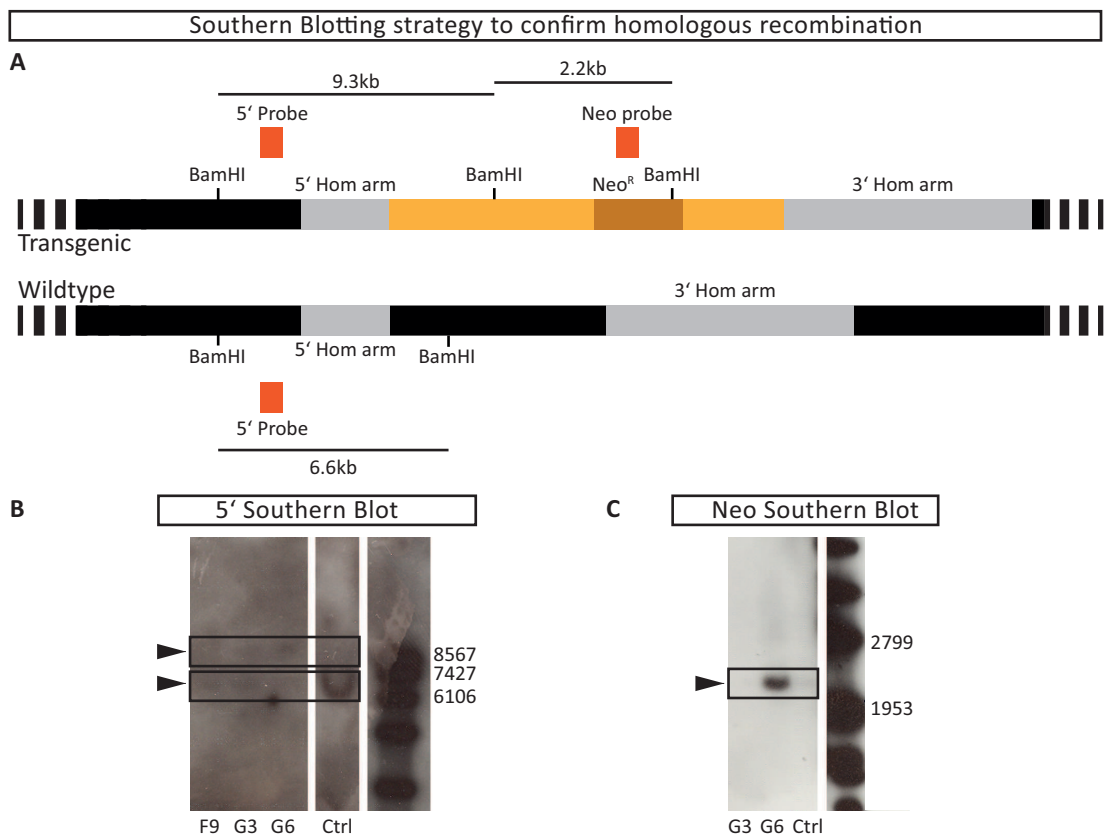 Southern Blotting strategy to confirm homologous recombination
A
9.3kb
2.2kb
5‘ Probe
Neo probe
BamHI
5‘ Hom arm
BamHI
Neoᴿ
BamHI
3‘ Hom arm
Transgenic
Wildtype
3‘ Hom arm
BamHI
5‘ Hom arm
BamHI
5‘ Probe
6.6kb
B
5‘ Southern Blot
8567
7427
6106
F9 G3 G6 Ctrl
C
Neo Southern Blot
2799
1953
G3 G6 Ctrl